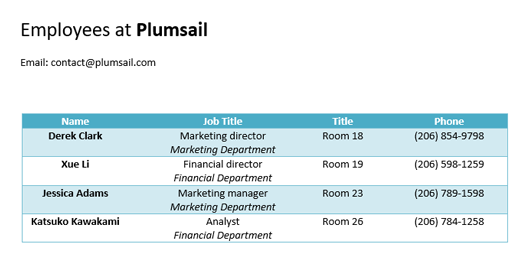 Employees at Plumsail
Email: contact@plumsail.com
Name Job Title Title Phone
Derek Clark Marketing director Room 18 (206) 854-9798
Marketing Department
Xue Li Financial director Room 19 (206) 598-1259
Financial Department
Jessica Adams Marketing manager Room 23 (206) 789-1598
Marketing Department
Katsuko Kawakami Analyst Room 26 (206) 784-1258
Financial Department